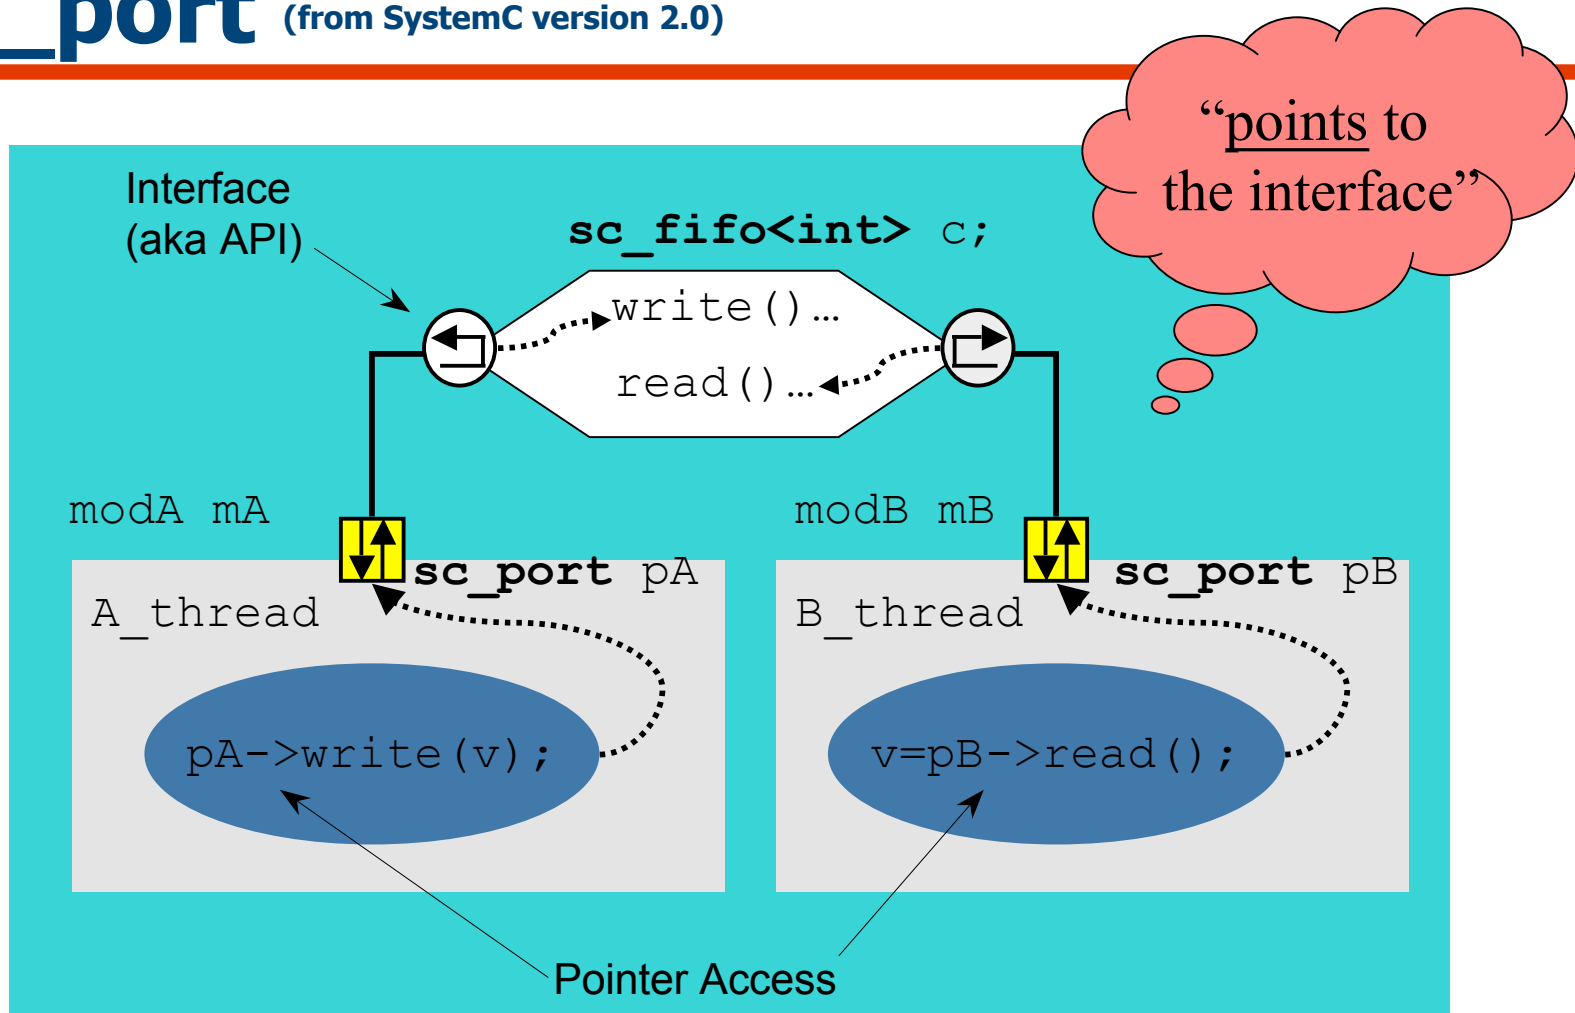 _port (from SystemC version 2.0)
“points to
the interface”
Interface
(aka API)
sc_fifo<int> c;
write()…
read()…
modA mA
modB mB
sc_port pA
sc_port pB
A_thread
B_thread
pA->write(v);
v=pB->read();
Pointer Access